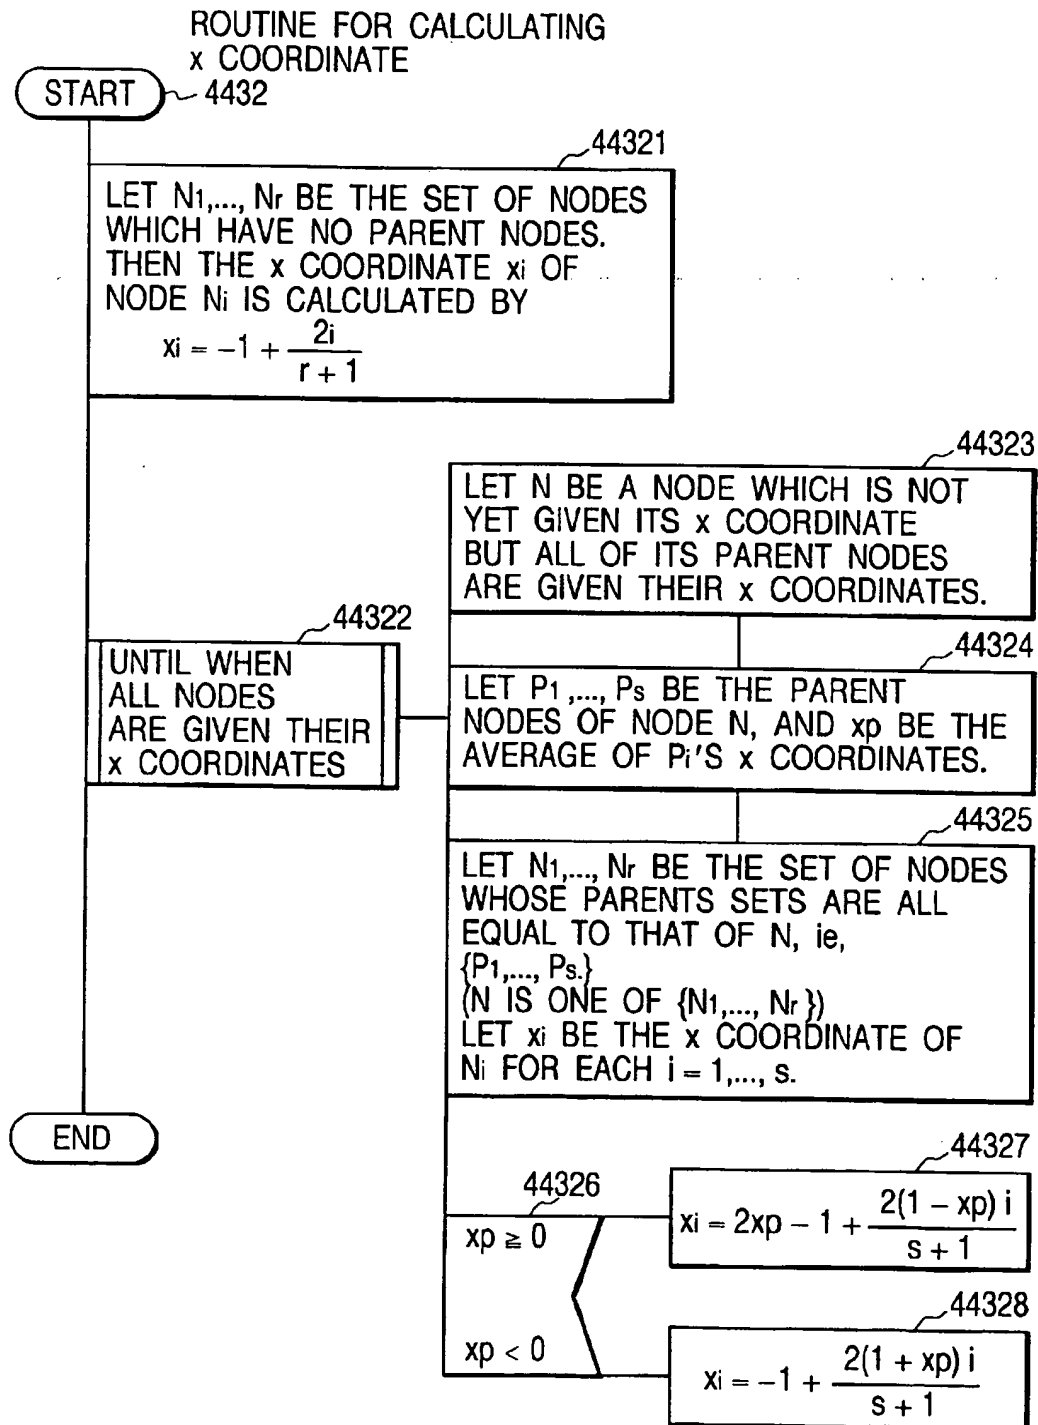 ROUTINE FOR CALCULATING
x COORDINATE
START
4432
44321
LET N1,..., Nr BE THE SET OF NODES
WHICH HAVE NO PARENT NODES.
THEN THE x COORDINATE xi OF
NODE Ni IS CALCULATED BY
xi = -1 + 2i / r + 1
44323
LET N BE A NODE WHICH IS NOT
YET GIVEN ITS x COORDINATE
BUT ALL OF ITS PARENT NODES
ARE GIVEN THEIR x COORDINATES.
44322
UNTIL WHEN
ALL NODES
ARE GIVEN THEIR
x COORDINATES
44324
LET P1,..., Ps BE THE PARENT
NODES OF NODE N, AND xp BE THE
AVERAGE OF Pi'S x COORDINATES.
44325
LET N1,..., Nr BE THE SET OF NODES
WHOSE PARENTS SETS ARE ALL
EQUAL TO THAT OF N, ie,
{P1,..., Ps.}
(N IS ONE OF {N1,..., Nr})
LET xi BE THE x COORDINATE OF
Ni FOR EACH i = 1,..., s.
END
44326
xp ≧ 0
44327
xi = 2xp - 1 + 2(1 - xp) i / s + 1
xp < 0
44328
xi = -1 + 2(1 + xp) i / s + 1